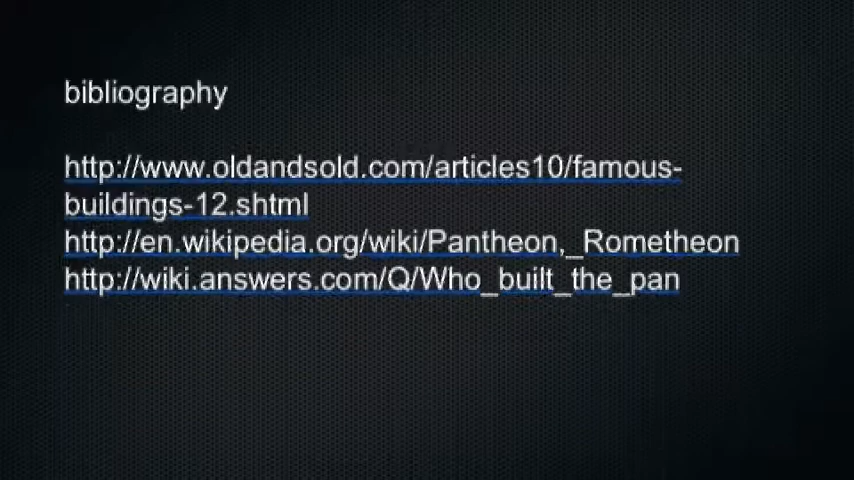 bibliography
http://www.oldandsold.com/articles10/famous-
buildings-12.shtml
http://en.wikipedia.org/wiki/Pantheon,_Rometheon
http://wiki.answers.com/Q/Who_built_the_pan